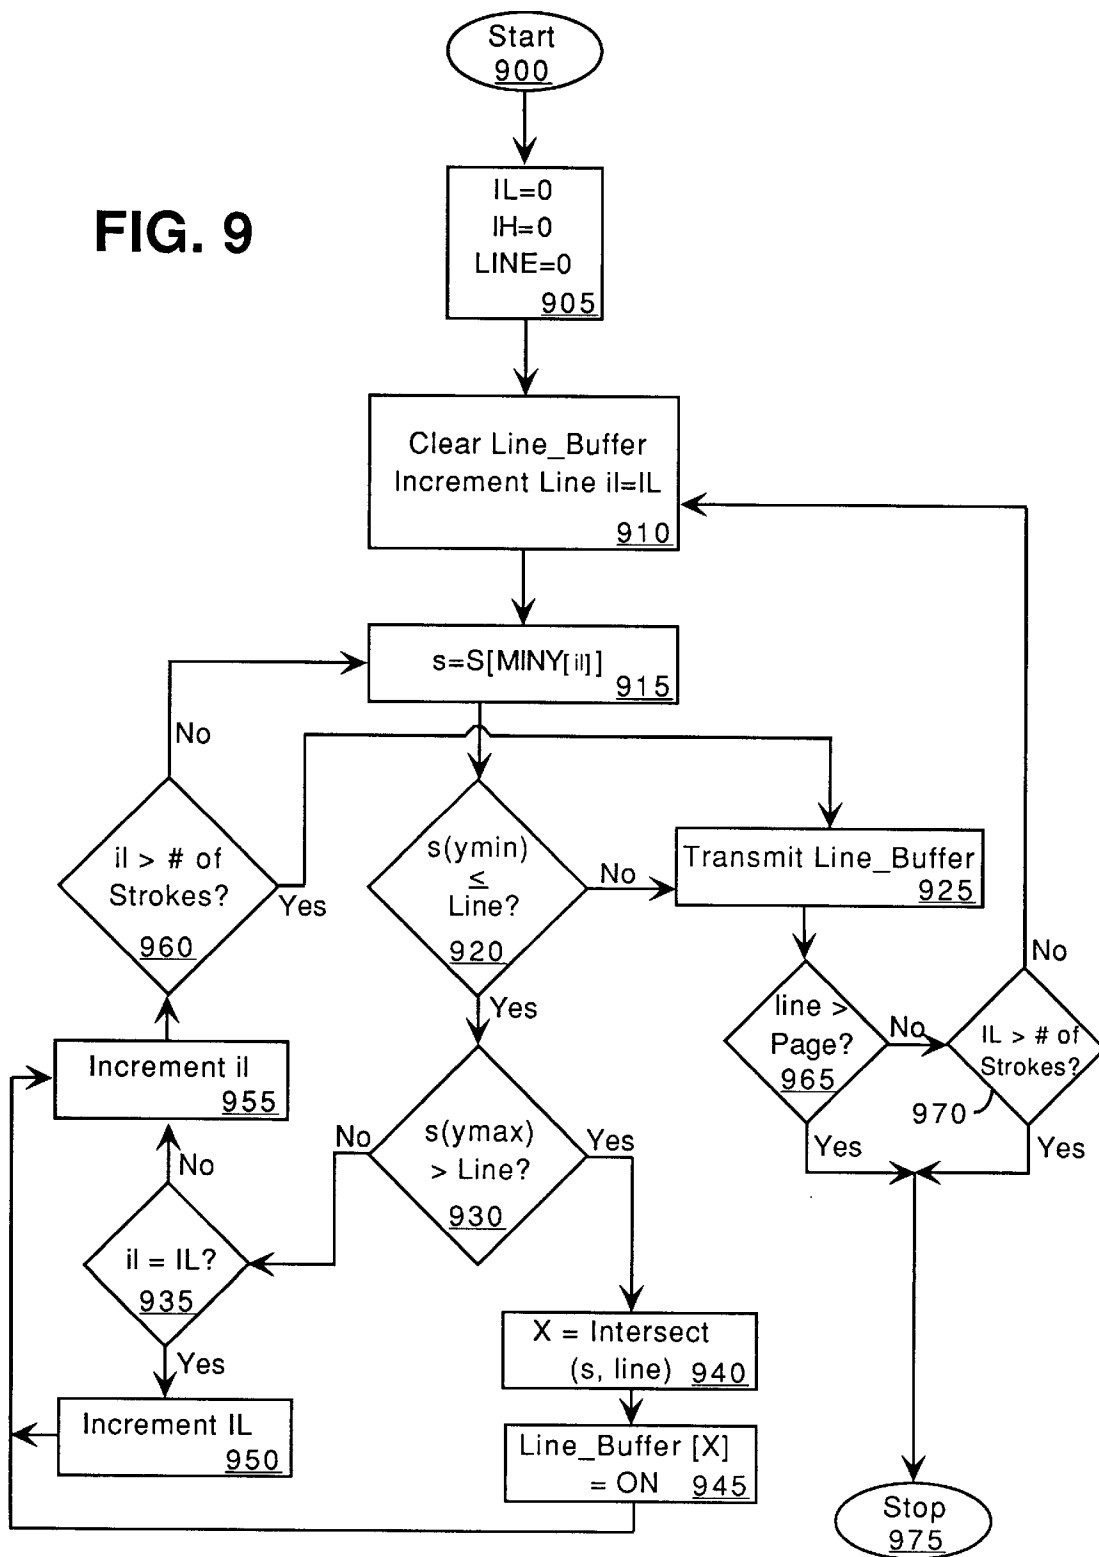 Start
900
FIG. 9
IL=0
IH=0
LINE=0
905
Clear Line_Buffer
Increment Line il=IL
910
s=S[MINY[il]]
915
No
il > # of
Strokes?
960
Yes
s(ymin)
≤
Line?
920
No
Yes
Transmit Line_Buffer
925
line >
Page?
965
No
Yes
No
IL > # of
Strokes?
970
Yes
Increment il
955
No
il = IL?
935
Yes
Increment IL
950
No
s(ymax)
> Line?
930
Yes
X = Intersect
(s, line) 940
Line_Buffer [X]
= ON 945
Stop
975